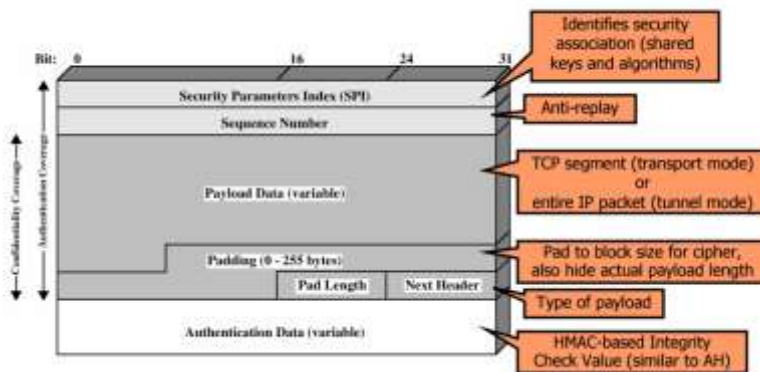 Bit: 0 16 24 31
Security Parameters Index (SPI)
Sequence Number
Payload Data (variable)
Padding (0 - 255 bytes)
Pad Length Next Header
Authentication Data (variable)
Confidentiality Coverage
Authentication Coverage
Identifies security
association (shared
keys and algorithms)
Anti-replay
TCP segment (transport mode)
or
entire IP packet (tunnel mode)
Pad to block size for cipher,
also hide actual payload length
Type of payload
HMAC-based Integrity
Check Value (similar to AH)